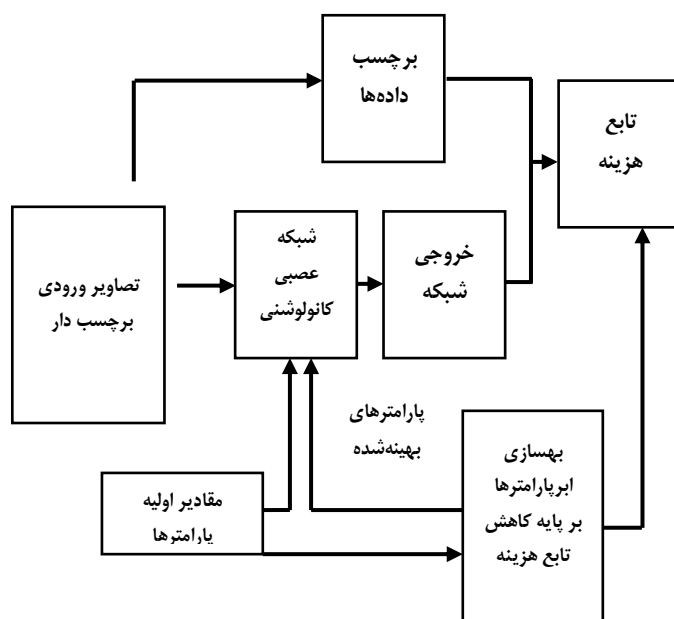 برچسب
داده‌ها
تابع
هزینه
تصاویر ورودی
برچسب دار
شبکه
عصبی
کانولوشنی
خروجی
شبکه
پارامترهای
بهینه‌شده
مقادیر اولیه
پارامترها
بهسازی
ابرپارامترها
بر پایه کاهش
تابع هزینه